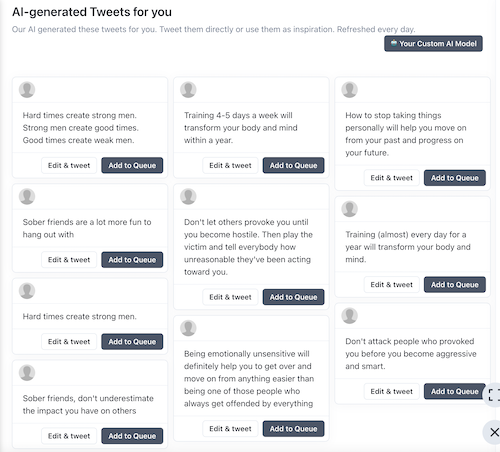 AI-generated Tweets for you
Our AI generated these tweets for you. Tweet them directly or use them as inspiration. Refreshed every day.
Your Custom AI Model
Hard times create strong men.
Strong men create good times.
Good times create weak men.
Edit & tweet
Add to Queue
Sober friends are a lot more fun to
hang out with
Edit & tweet
Add to Queue
Hard times create strong men.
Edit & tweet
Add to Queue
Sober friends, don't underestimate
the impact you have on others
Edit & tweet
Add to Queue
Training 4-5 days a week will
transform your body and mind
within a year.
Edit & tweet
Add to Queue
Don't let others provoke you until
you become hostile. Then play the
victim and tell everybody how
unreasonable they've been acting
toward you.
Edit & tweet
Add to Queue
Being emotionally unsensitive will
definitely help you to get over and
move on from anything easier than
being one of those people who
always get offended by everything
Edit & tweet
Add to Queue
How to stop taking things
personally will help you move on
from your past and progress on
your future.
Edit & tweet
Add to Queue
Training (almost) every day for a
year will transform your body and
mind.
Edit & tweet
Add to Queue
Don't attack people who provoked
you before you become aggressive
and smart.
Edit & tweet
Add to Queue